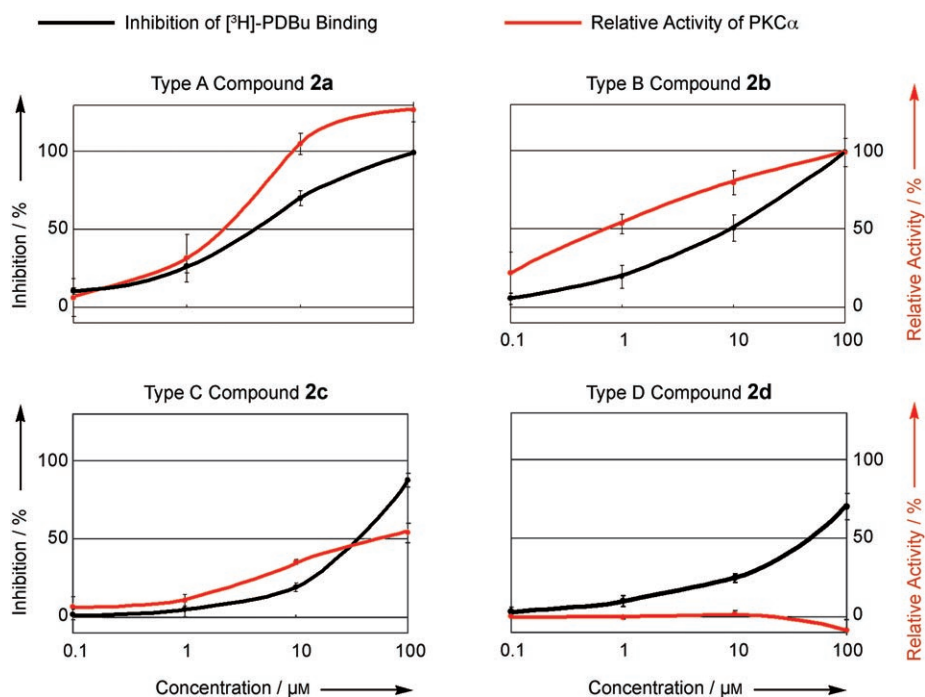 Inhibition of [³H]-PDBu Binding
Relative Activity of PKCα
Type A Compound 2a
Type B Compound 2b
Inhibition / %
100
50
0
100
50
0
Relative Activity / %
0.1 1 10 100
Type C Compound 2c
Type D Compound 2d
Inhibition / %
100
50
0
100
50
0
Relative Activity / %
0.1 1 10 100
0.1 1 10 100
Concentration / µM
Concentration / µM